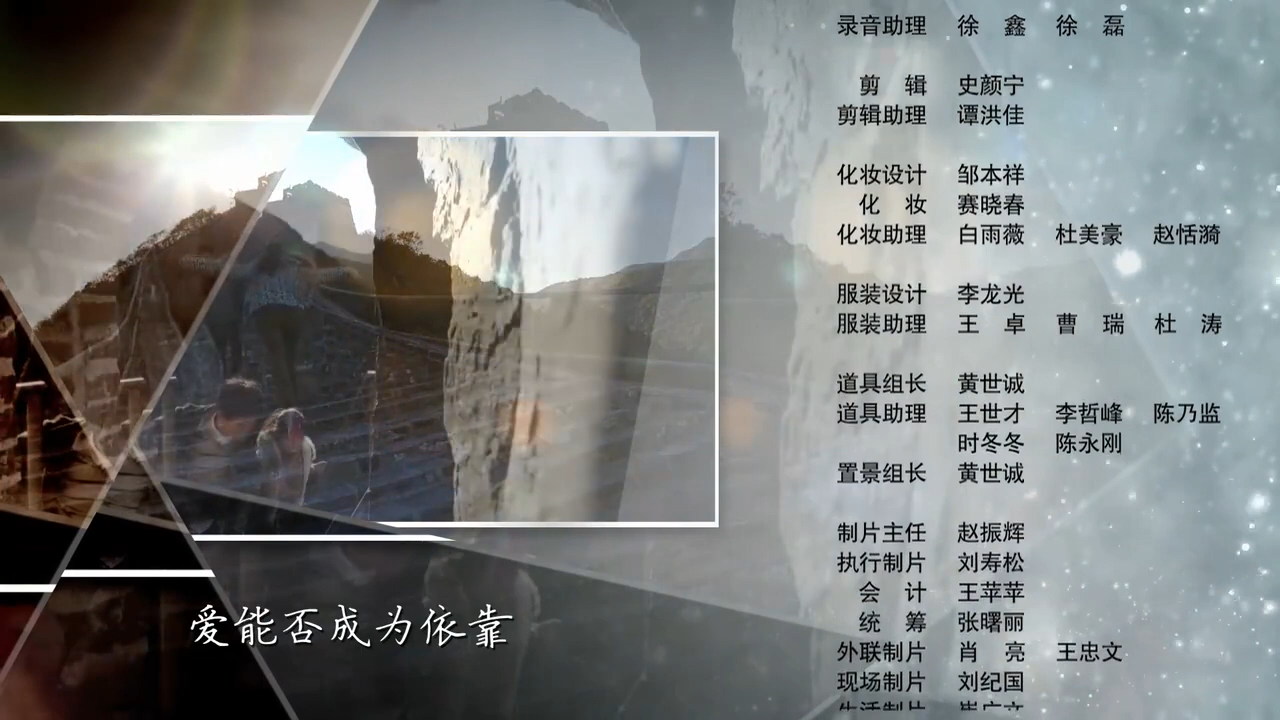 录音助理 徐 鑫 徐 磊
剪 辑 史颜宁
剪辑助理 谭洪佳
化妆设计 邹本祥
化 妆 赛晓春
化妆助理 白雨薇 杜美豪 赵恬漪
服装设计 李龙光
服装助理 王 卓 曹 瑞 杜 涛
道具组长 黄世诚
道具助理 王世才 李哲峰 陈乃监
时冬冬 陈永刚
置景组长 黄世诚
制片主任 赵振辉
执行制片 刘寿松
会 计 王苹苹
统 筹 张曙丽
外联制片 肖 亮 王忠文
现场制片 刘纪国
爱能否成为依靠